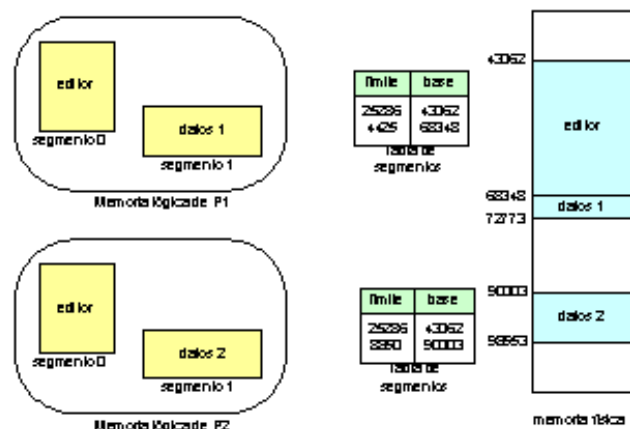 editor
segmento 0
datos 1
segmento 1
Memoria lógica de P1
límite base
25286 43062
4425 68348
Tabla de
segmentos
editor
segmento 0
datos 2
segmento 1
Memoria lógica de P2
límite base
25286 43062
8850 90003
Tabla de
segmentos
43062
editor
68348
datos 1
72773
90003
datos 2
98853
memoria física